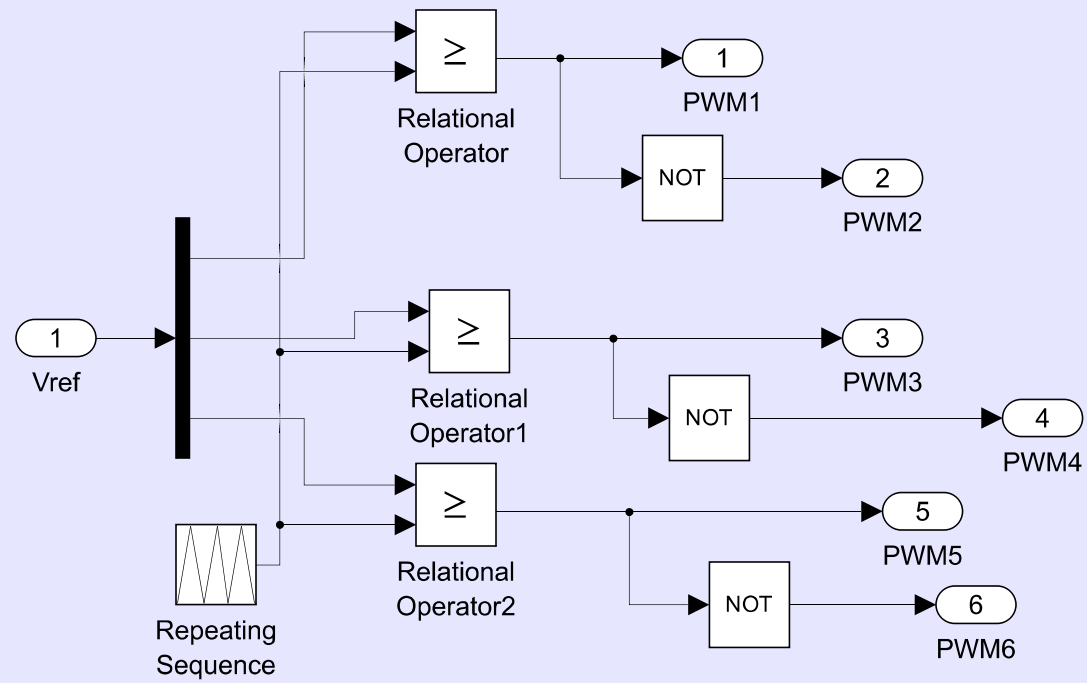 ≥
Relational
Operator
1
PWM1
NOT
2
PWM2
1
Vref
≥
Relational
Operator1
3
PWM3
NOT
4
PWM4
≥
Relational
Operator2
5
PWM5
NOT
6
PWM6
Repeating
Sequence